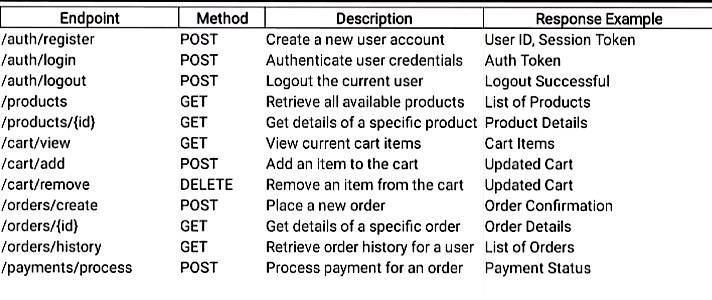 Endpoint Method Description Response Example
/auth/register POST Create a new user account User ID, Session Token
/auth/login POST Authenticate user credentials Auth Token
/auth/logout POST Logout the current user Logout Successful
/products GET Retrieve all available products List of Products
/products/{id} GET Get details of a specific product Product Details
/cart/view GET View current cart items Cart Items
/cart/add POST Add an item to the cart Updated Cart
/cart/remove DELETE Remove an item from the cart Updated Cart
/orders/create POST Place a new order Order Confirmation
/orders/{id} GET Get details of a specific order Order Details
/orders/history GET Retrieve order history for a user List of Orders
/payments/process POST Process payment for an order Payment Status